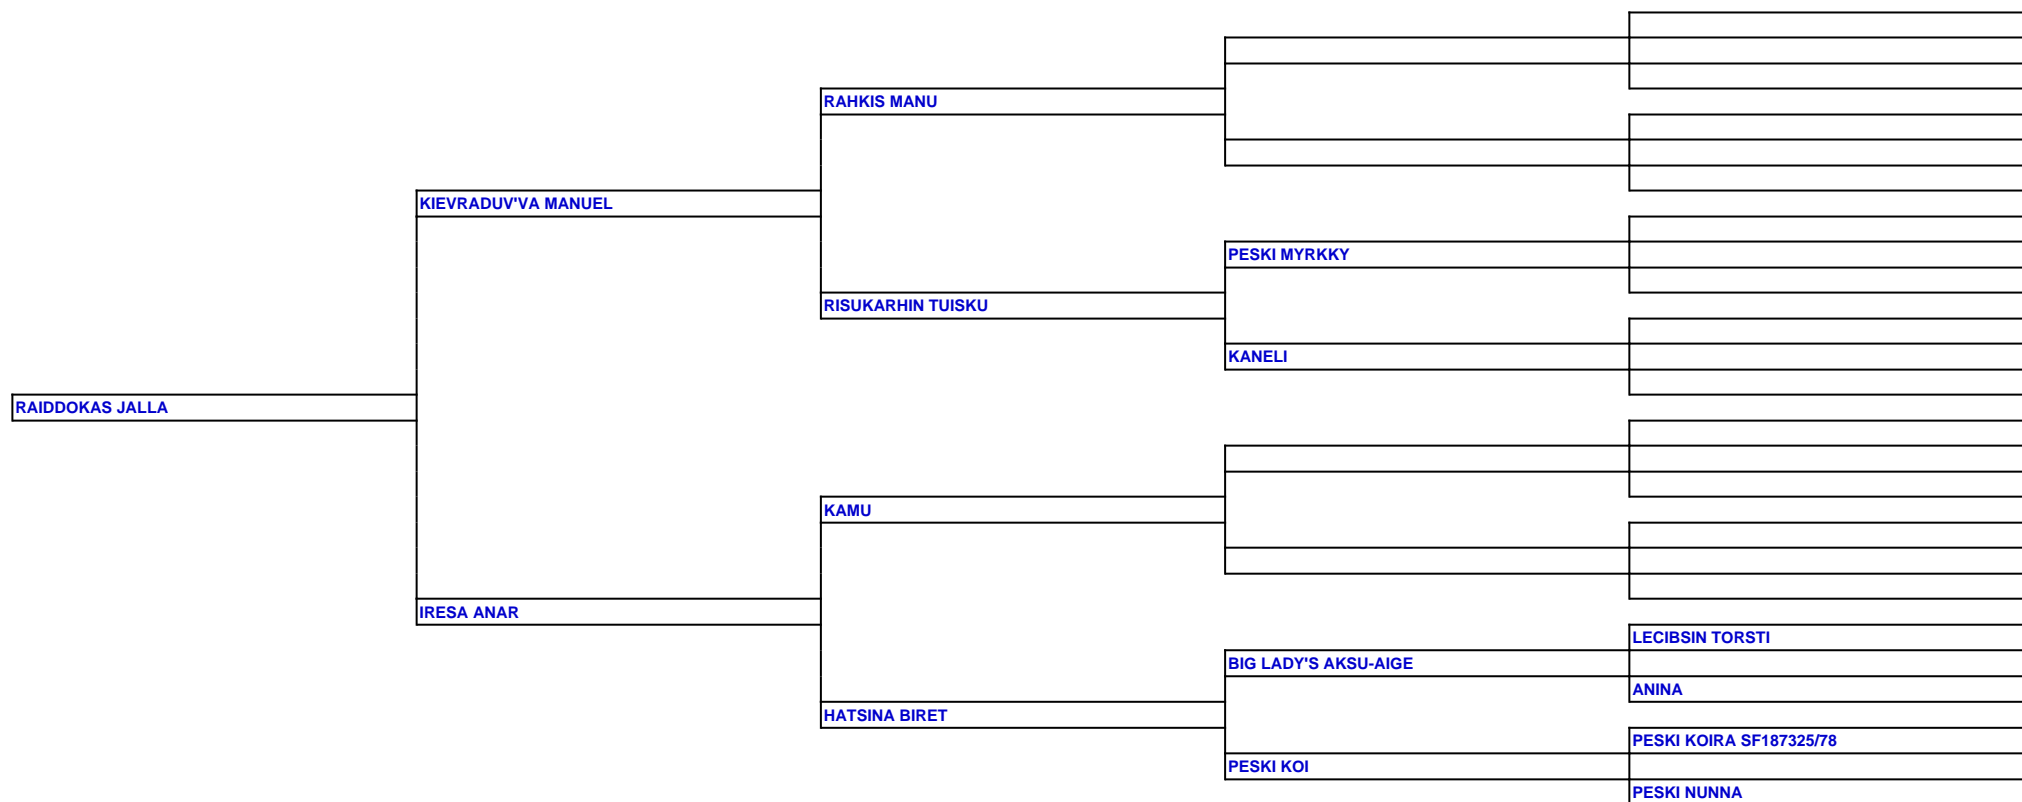 RAHKIS MANU
KIEVRADUV'VA MANUEL
PESKI MYRKKY
RISUKARHIN TUISKU
KANELI
RAIDDOKAS JALLA
KAMU
IRESA ANAR
LECIBSIN TORSTI
BIG LADY'S AKSU-AIGE
ANINA
HATSINA BIRET
PESKI KOIRA SF187325/78
PESKI KOI
PESKI NUNNA